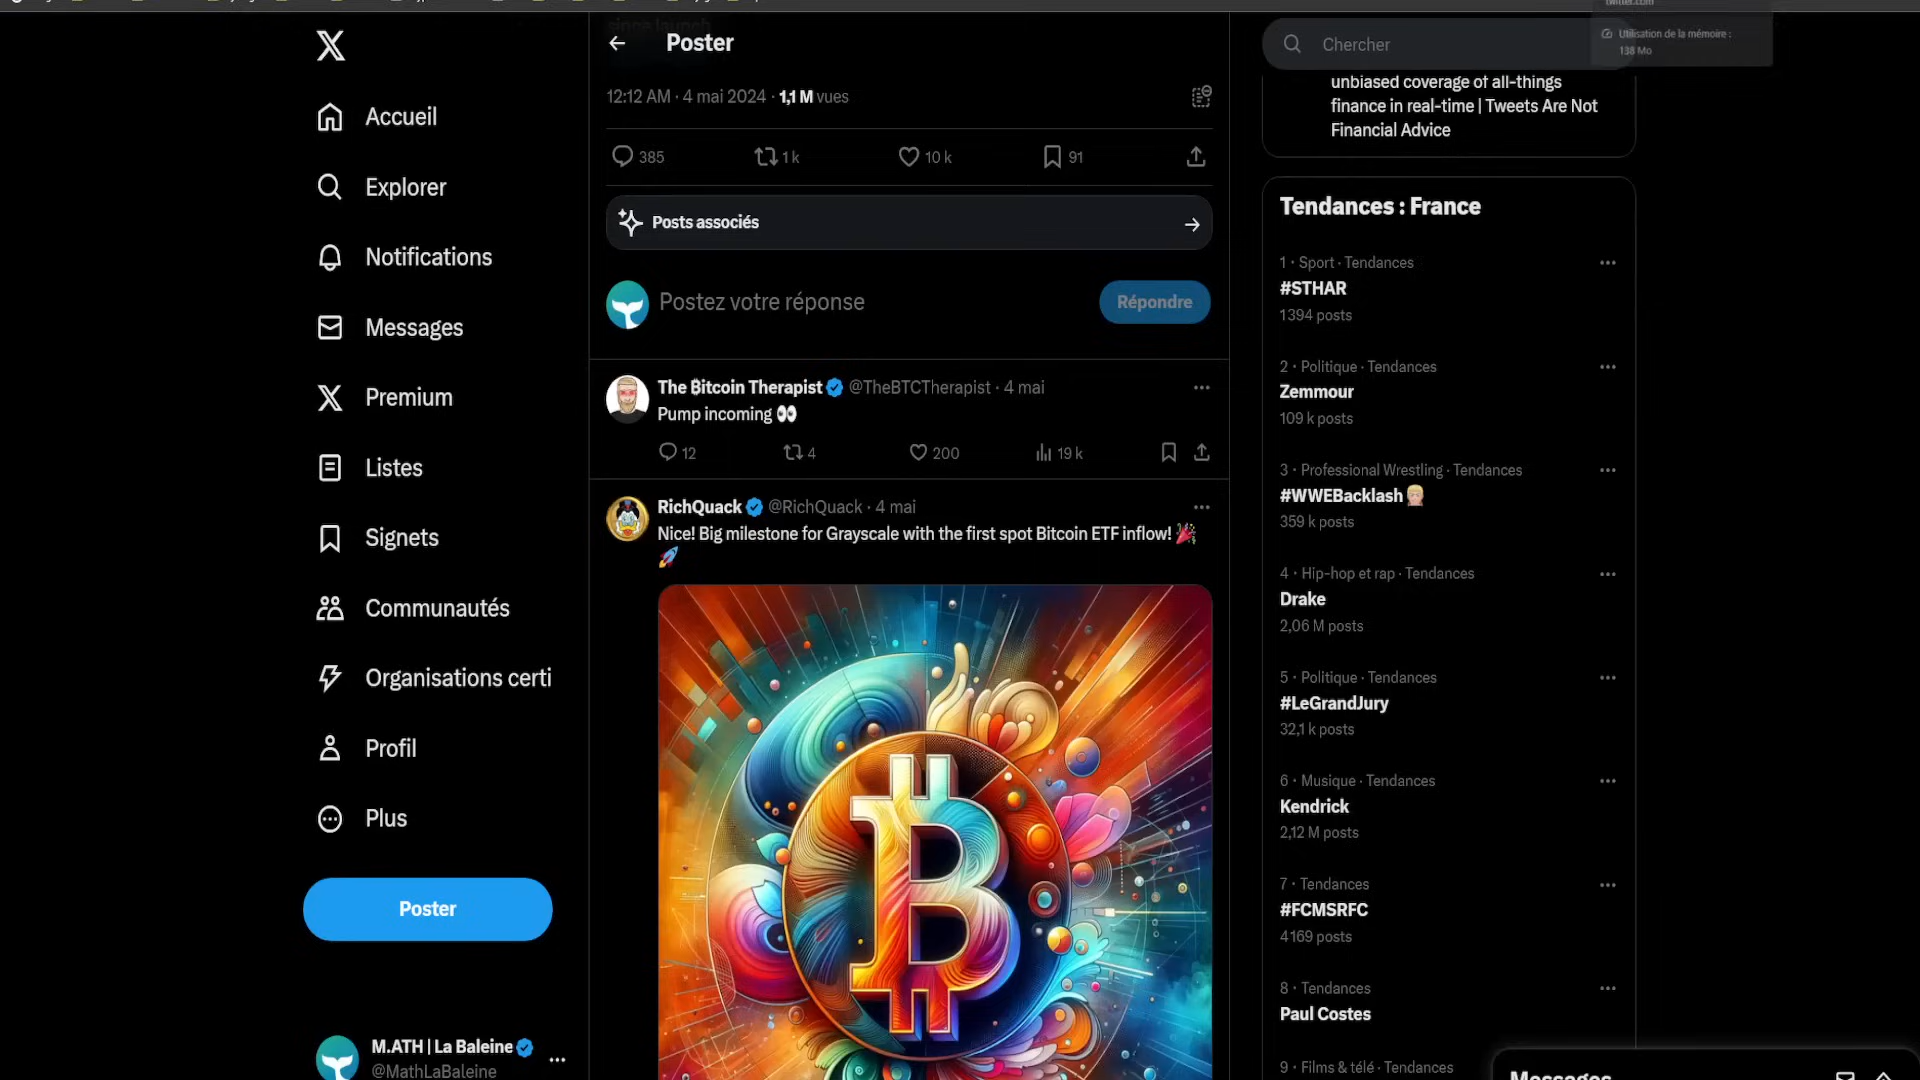 twitter.com
Utilisation de la mémoire :
138 Mo
Accueil
Explorer
Notifications
Messages
Premium
Listes
Signets
Communautés
Organisations certi
Profil
Plus
Poster
M.ATH | La Baleine
@MathLaBaleine
Poster
12:12 AM · 4 mai 2024 · 1,1 M vues
385
1 k
10 k
91
Posts associés
Postez votre réponse
Répondre
The ₿itcoin Therapist @TheBTCTherapist · 4 mai
Pump incoming 👀
12
4
200
19 k
RichQuack @RichQuack · 4 mai
Nice! Big milestone for Grayscale with the first spot Bitcoin ETF inflow! 🎉
🚀
Chercher
unbiased coverage of all-things
finance in real-time | Tweets Are Not
Financial Advice
Tendances : France
1 · Sport · Tendances
#STHAR
1394 posts
2 · Politique · Tendances
Zemmour
109 k posts
3 · Professional Wrestling · Tendances
#WWEBacklash
359 k posts
4 · Hip-hop et rap · Tendances
Drake
2,06 M posts
5 · Politique · Tendances
#LeGrandJury
32,1 k posts
6 · Musique · Tendances
Kendrick
2,12 M posts
7 · Tendances
#FCMSRFC
4169 posts
8 · Tendances
Paul Costes
9 · Films & télé · Tendances
Messages